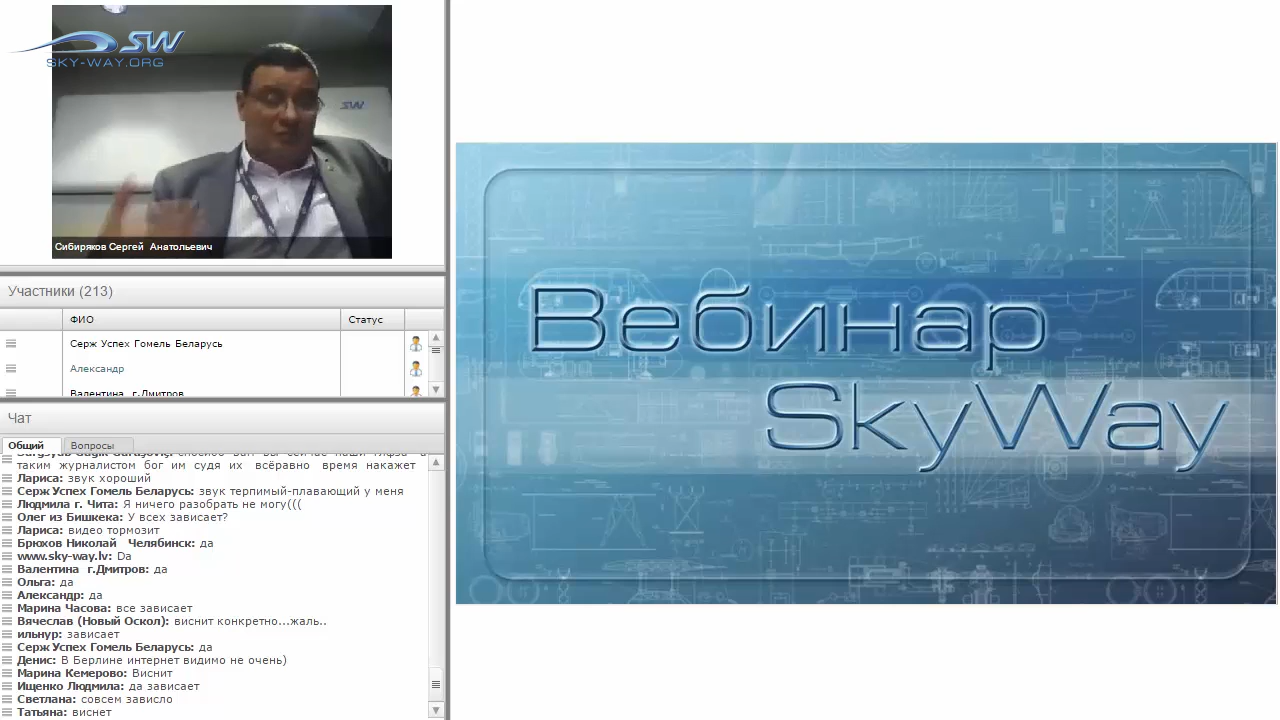 SW
SKY-WAY.ORG
SW
Сибиряков Сергей Анатольевич
Участники (213)
ФИО
Статус
Серж Успех Гомель Беларусь
Александр
Валентина г.Дмитров
Чат
Общий
Вопросы
таким журналистом бог им судя их всёравно время накажет
Лариса: звук хороший
Серж Успех Гомель Беларусь: звук терпимый-плавающий у меня
Людмила г. Чита: Я ничего разобрать не могу(((
Олег из Бишкека: У всех зависает?
Лариса: видео тормозит
Брюхов Николай Челябинск: да
www.sky-way.lv: Da
Валентина г.Дмитров: да
Ольга: да
Александр: да
Марина Часова: все зависает
Вячеслав (Новый Оскол): виснит конкретно...жаль..
ильнур: зависает
Серж Успех Гомель Беларусь: да
Денис: В Берлине интернет видимо не очень)
Марина Кемерово: Виснит
Ищенко Людмила: да зависает
Светлана: совсем зависло
Татьяна: виснет
Вебинар
SkyWay